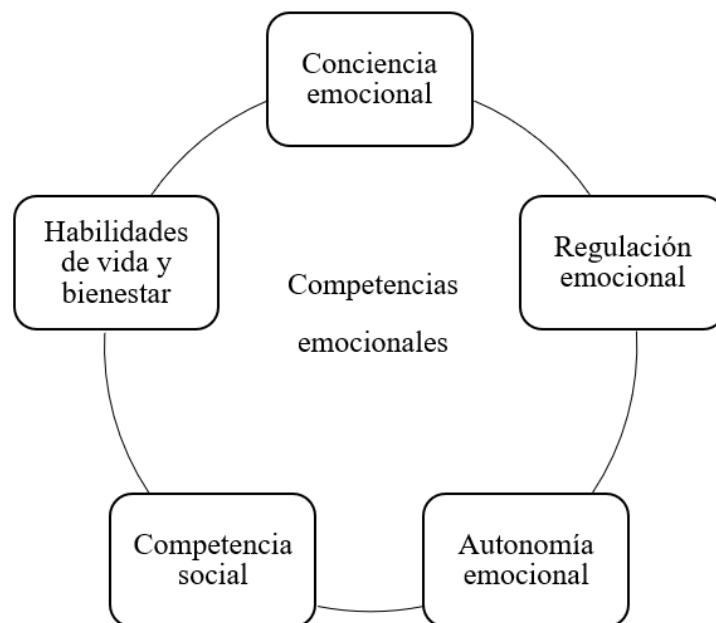 Conciencia
emocional
Habilidades
de vida y
bienestar
Regulación
emocional
Competencias
emocionales
Competencia
social
Autonomía
emocional